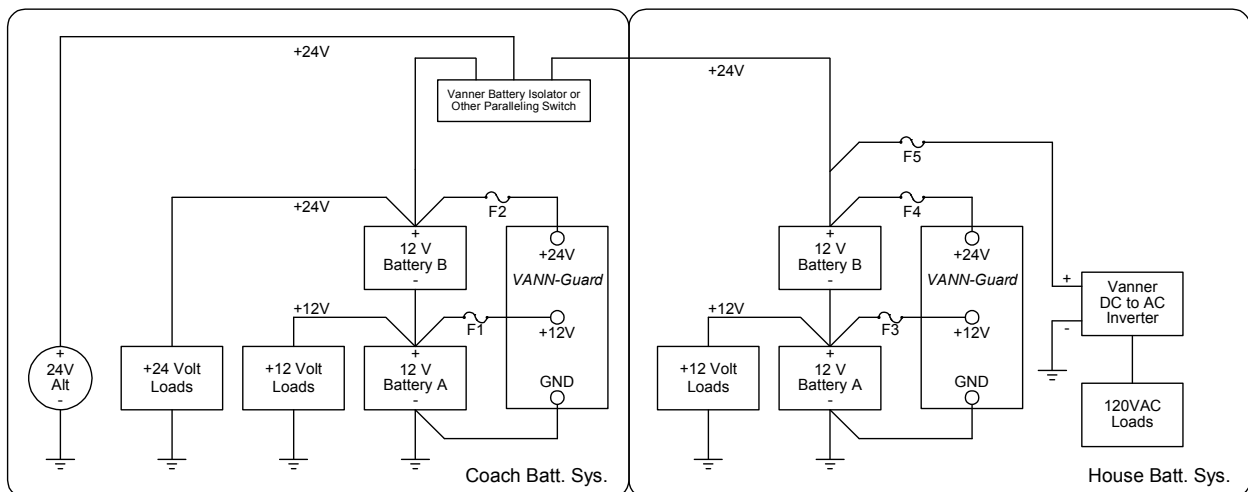 +24V
Vanner Battery Isolator or
Other Paralleling Switch
+24V
+24V
F2
+
12 V
Battery B
-
+24V
VANN-Guard
+12V
F1
+12V
+
24V
Alt
-
+24 Volt
Loads
+12 Volt
Loads
+
12 V
Battery A
-
GND
Coach Batt. Sys.
F5
F4
+
12 V
Battery B
-
+24V
VANN-Guard
+12V
F3
+12V
+12 Volt
Loads
+
12 V
Battery A
-
GND
+
-
Vanner
DC to AC
Inverter
120VAC
Loads
House Batt. Sys.